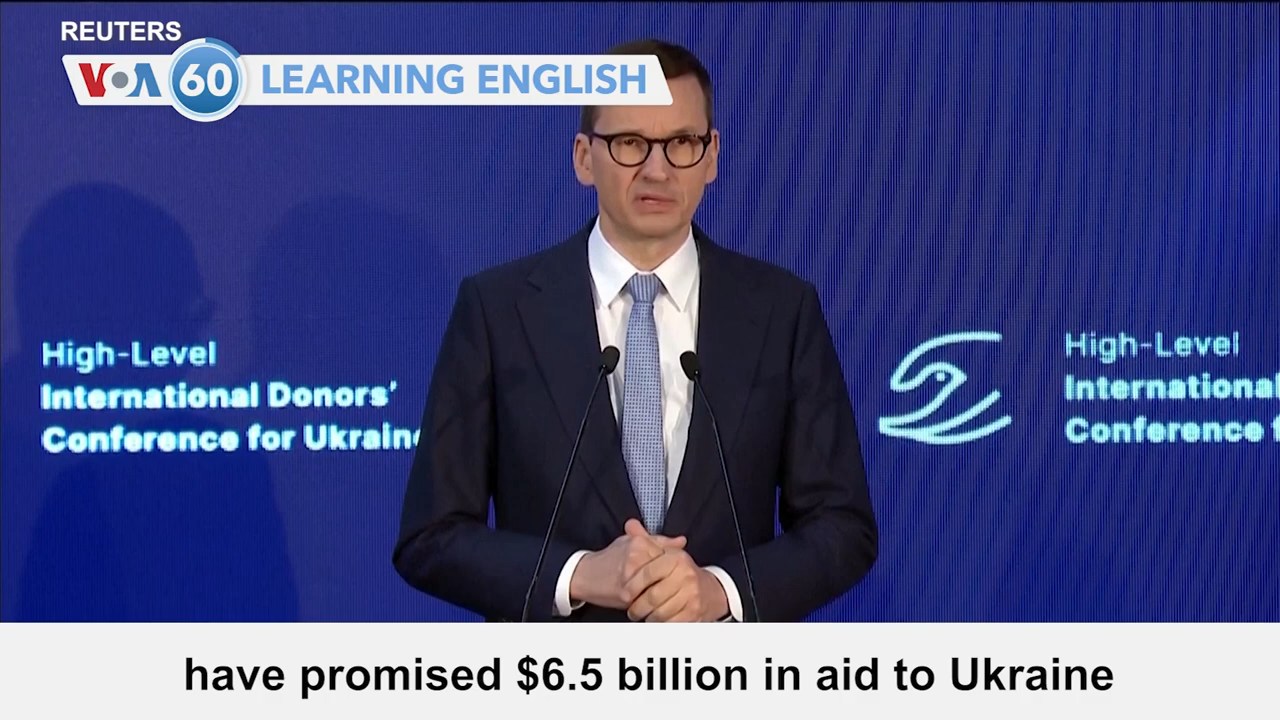 REUTERS
VOA 60 LEARNING ENGLISH
High-Level
International Donors'
Conference for Ukraine
High-Level
International
Conference f
have promised $6.5 billion in aid to Ukraine